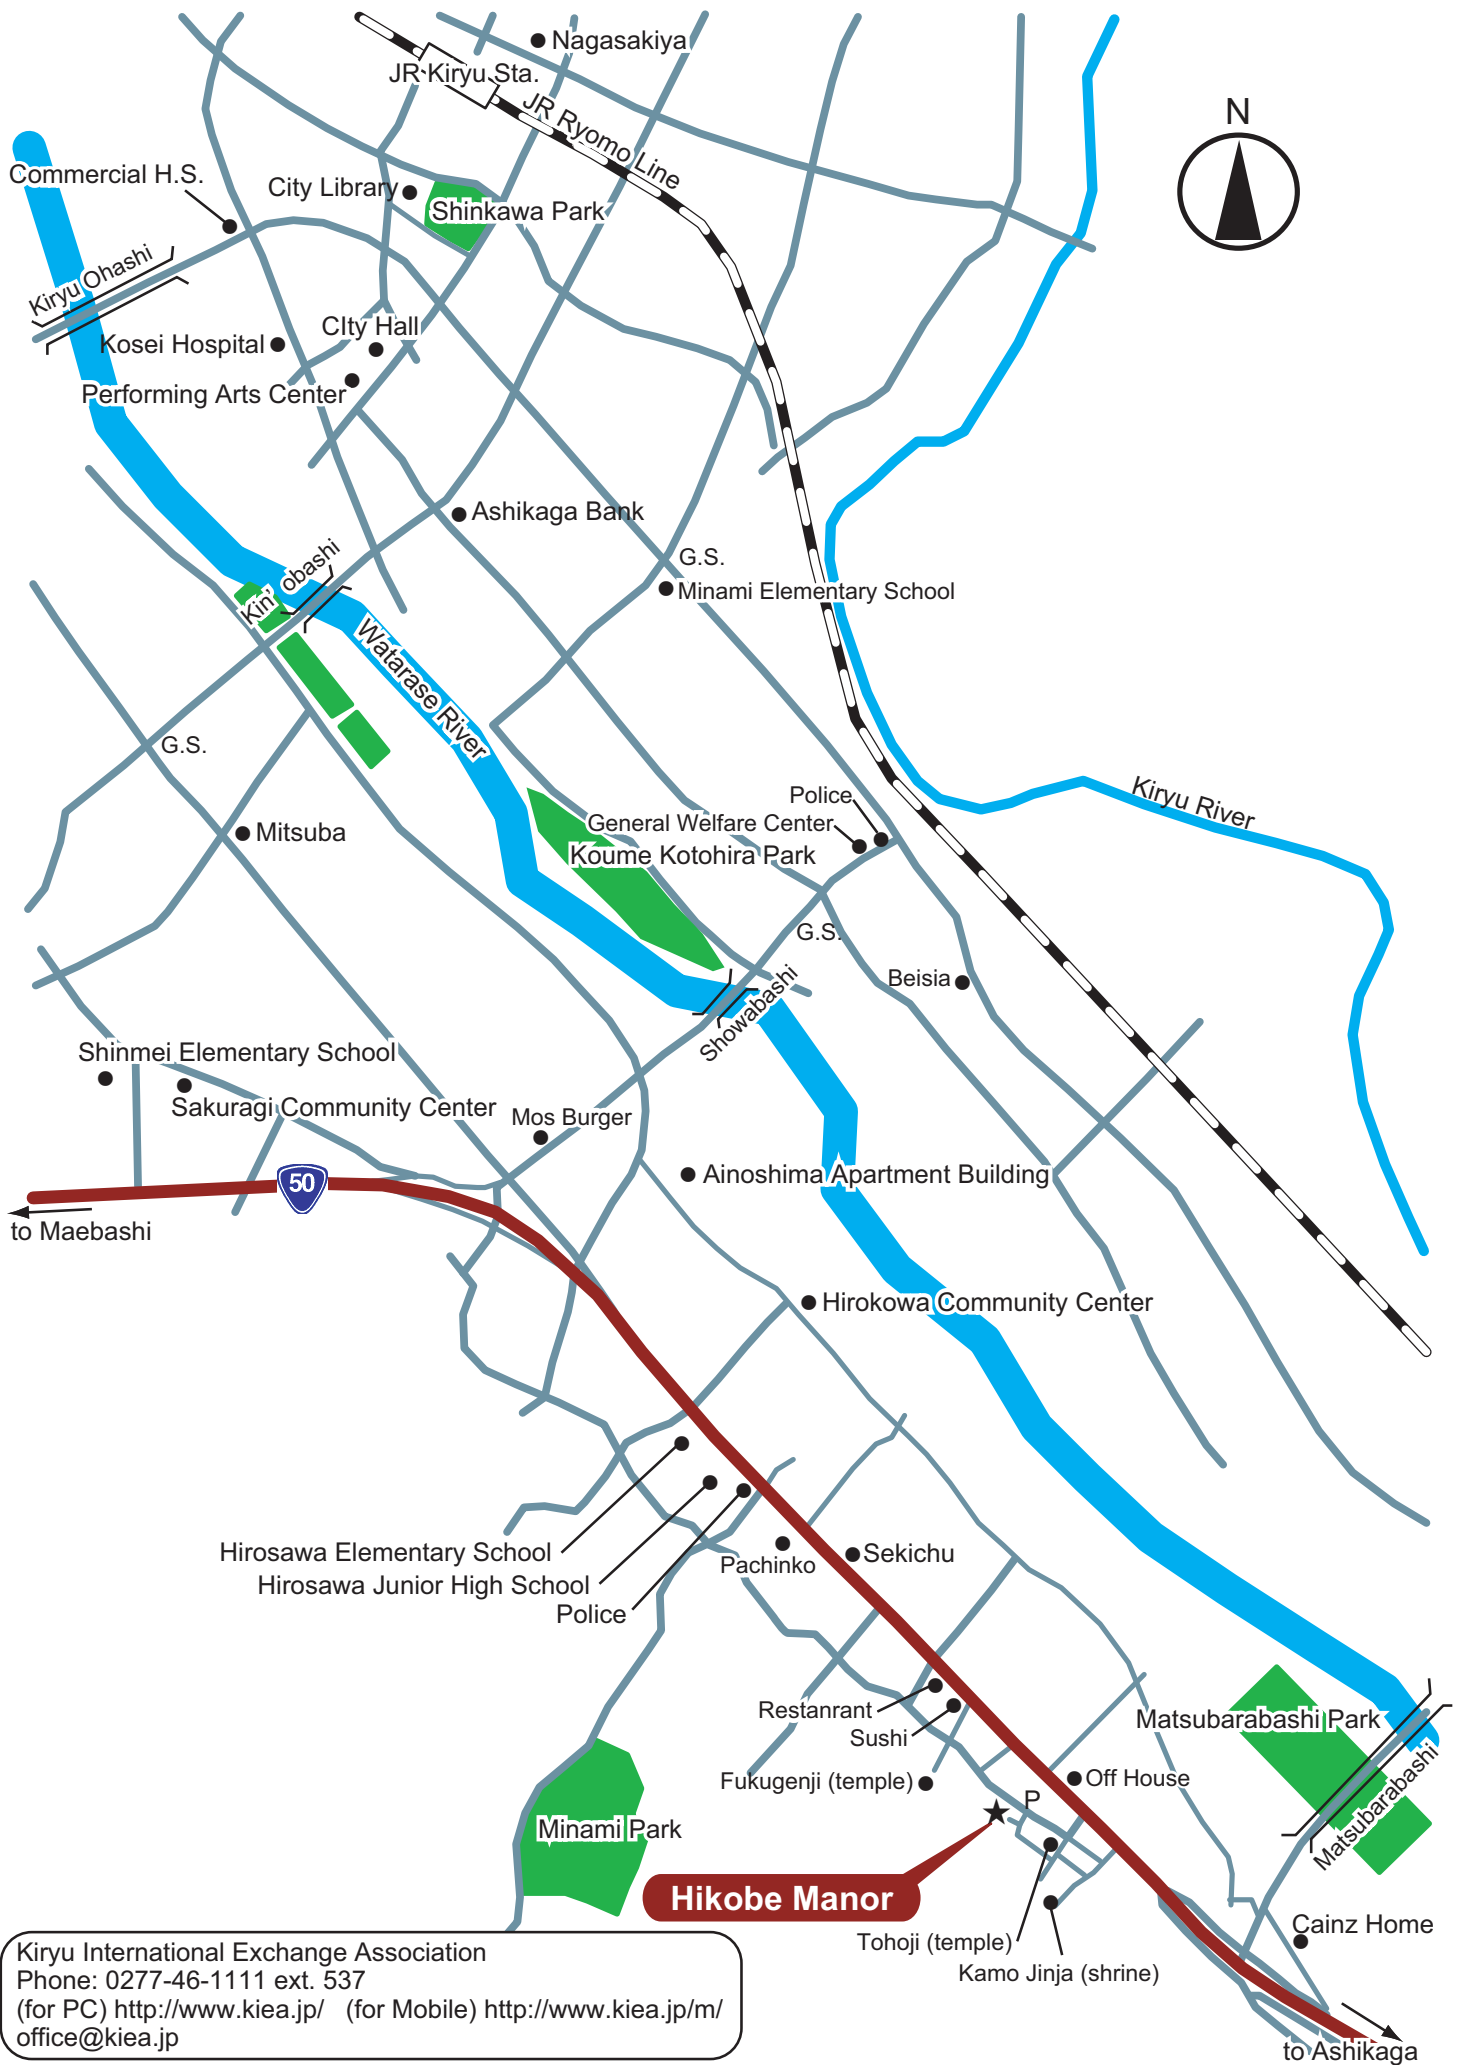 Nagasakiya
JR Kiryu Sta.
JR Ryomo Line
N
Commercial H.S.
City Library
Shinkawa Park
Kiryu Ohashi
CIty Hall
Kosei Hospital
Performing Arts Center
Ashikaga Bank
Kin' obashi
G.S.
Minami Elementary School
Watarase River
G.S.
Police
Kiryu River
General Welfare Center
Mitsuba
Koume Kotohira Park
G.S.
Beisia
Showabashi
Shinmei Elementary School
Sakuragi Community Center
Mos Burger
Ainoshima Apartment Building
50
to Maebashi
Hirokowa Community Center
Hirosawa Elementary School
Pachinko
Sekichu
Hirosawa Junior High School
Police
Restanrant
Matsubarabashi Park
Sushi
Fukugenji (temple)
Off House
P
Matsubarabashi
Minami Park
Hikobe Manor
Cainz Home
Tohoji (temple)
Kamo Jinja (shrine)
Kiryu International Exchange Association
Phone: 0277-46-1111 ext. 537
(for PC) http://www.kiea.jp/ (for Mobile) http://www.kiea.jp/m/
office@kiea.jp
to Ashikaga